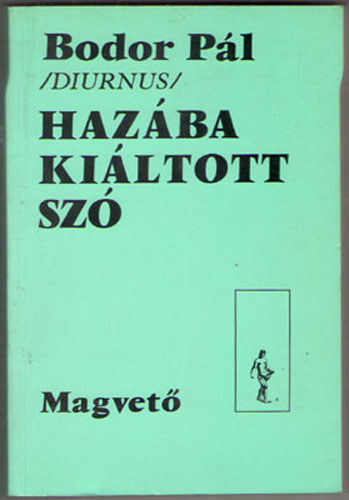 Bodor Pál
/DIURNUS/
HAZÁBA
KIÁLTOTT
SZÓ
Magvető